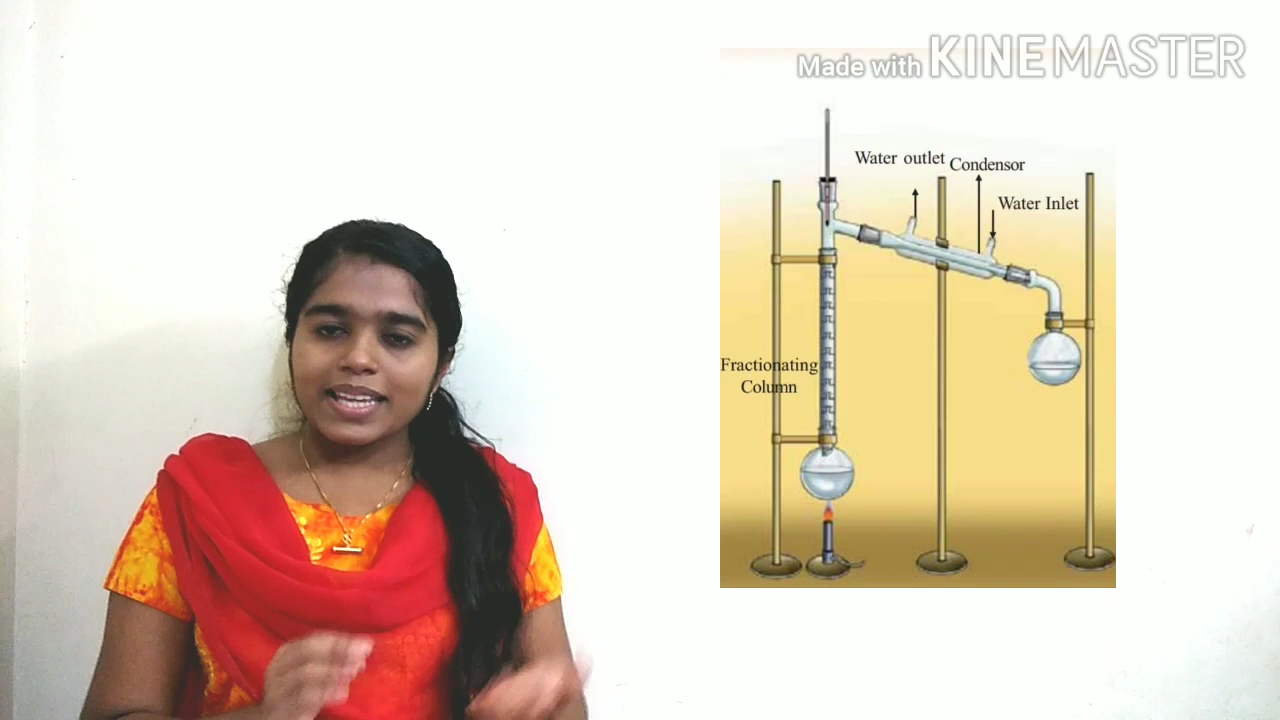 Made with KINEMASTER
Water outlet
Condensor
Water Inlet
Fractionating
Column